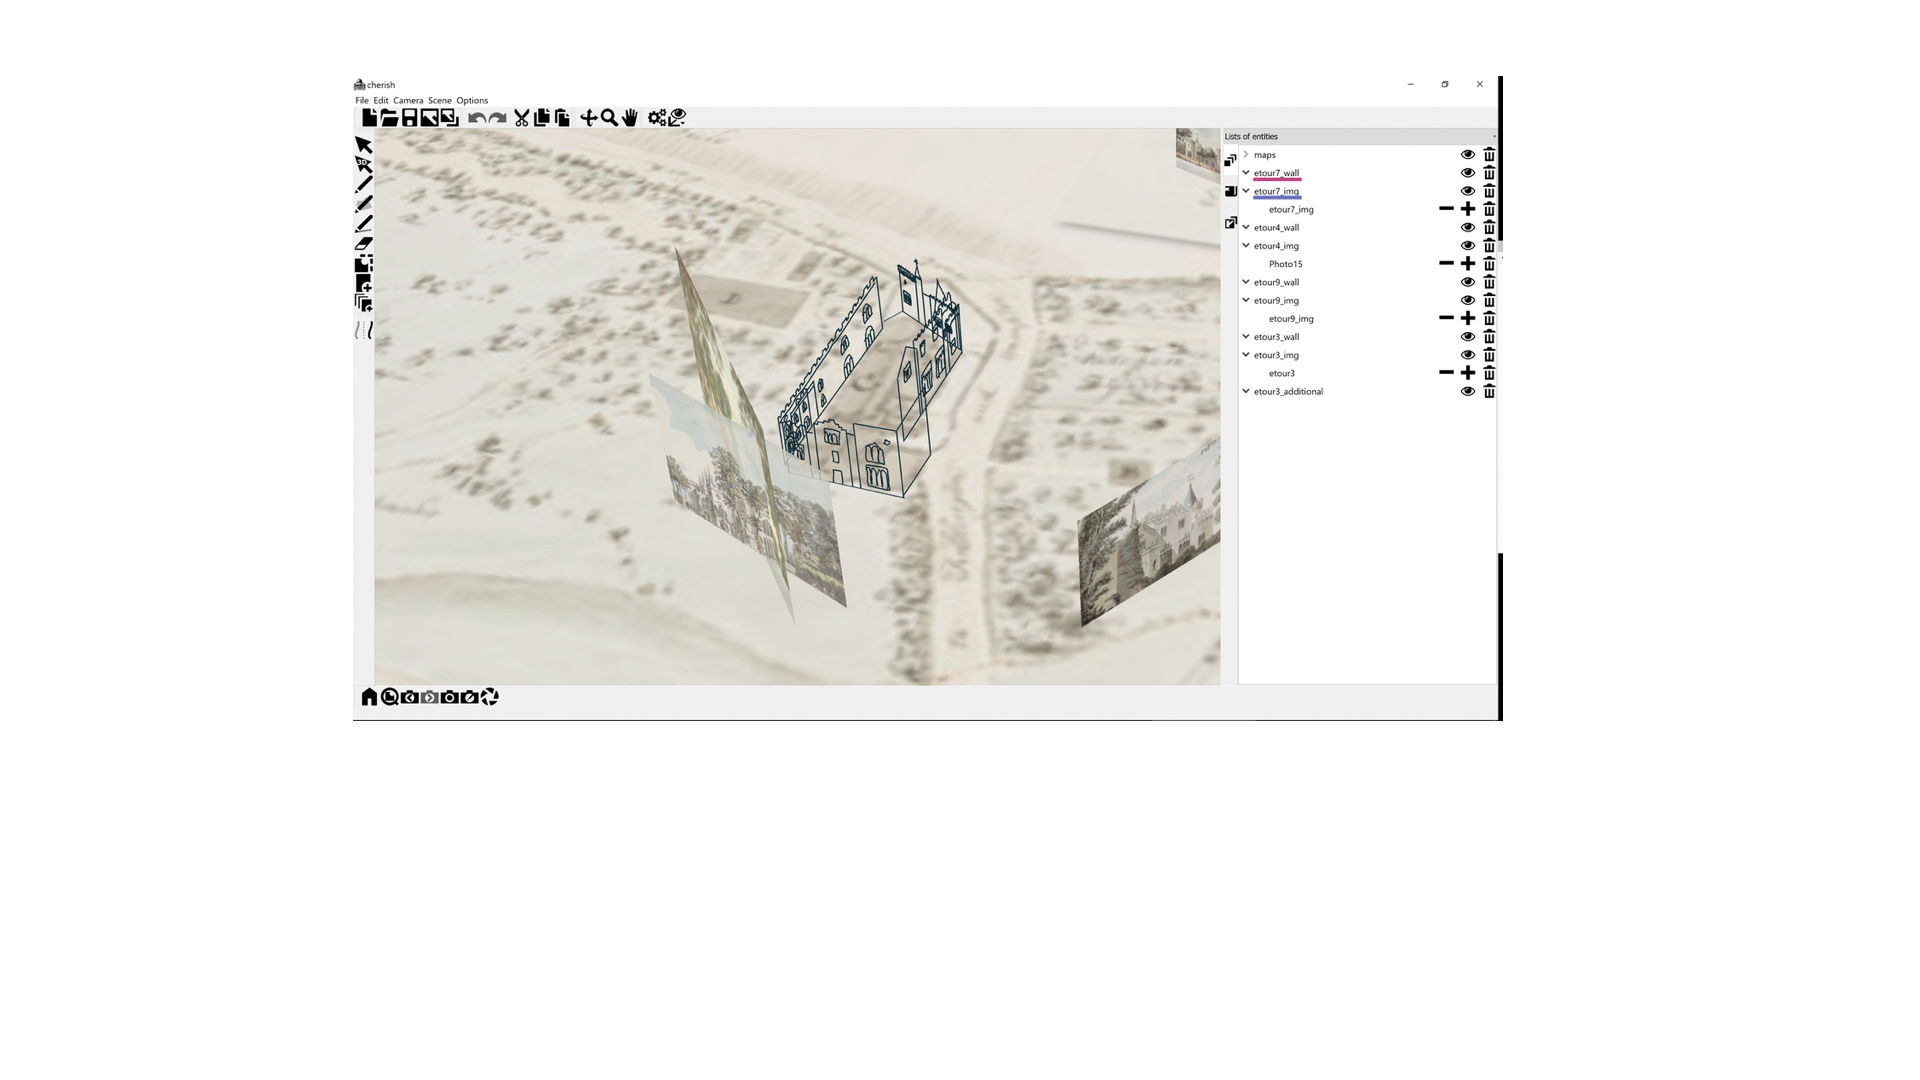 cherish
File Edit Camera Scene Options
Lists of entities
maps
etour7_wall
etour7_img
etour7_img
etour4_wall
etour4_img
Photo15
etour9_wall
etour9_img
etour9_img
etour3_wall
etour3_img
etour3
etour3_additional